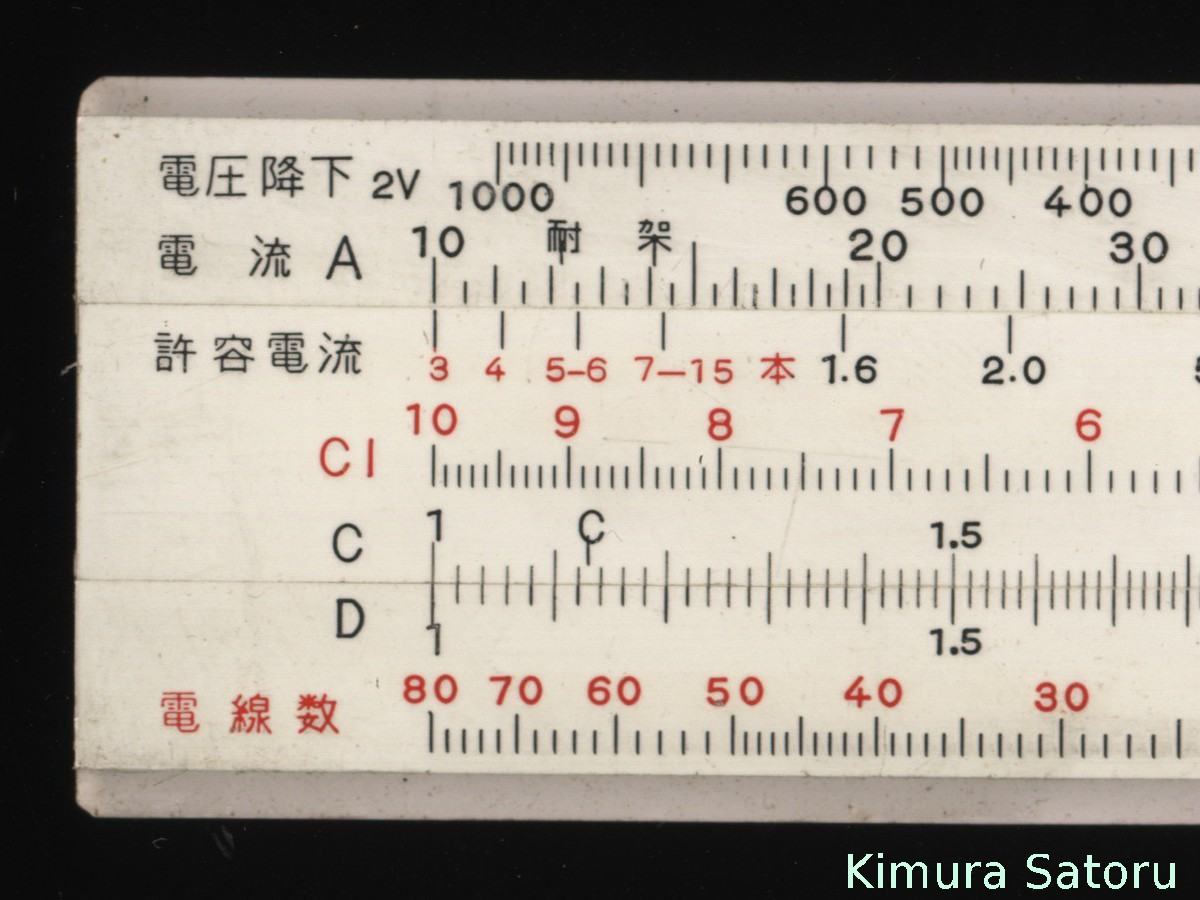 電圧降下 2V 1000 600 500 400
電 流 A 10 耐 架 20 30
許容電流 3 4 5-6 7-15 本 1.6 2.0
CI 10 9 8 7 6
C 1 C 1.5
D 1 1.5
電線数 80 70 60 50 40 30
Kimura Satoru